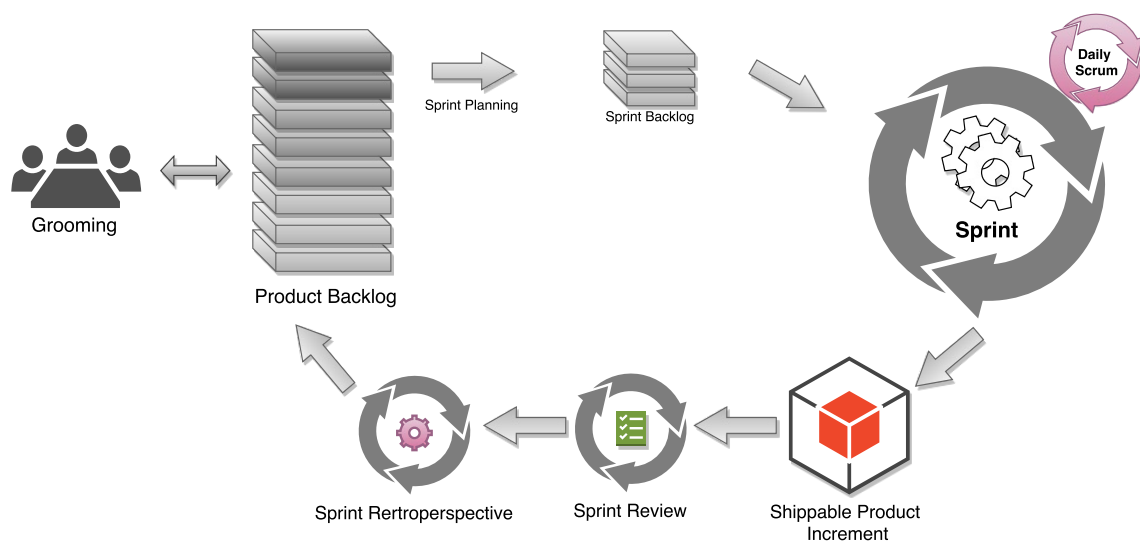 Daily
Scrum
Sprint Planning
Sprint Backlog
Grooming
Sprint
Product Backlog
Sprint Rertroperspective
Sprint Review
Shippable Product
Increment